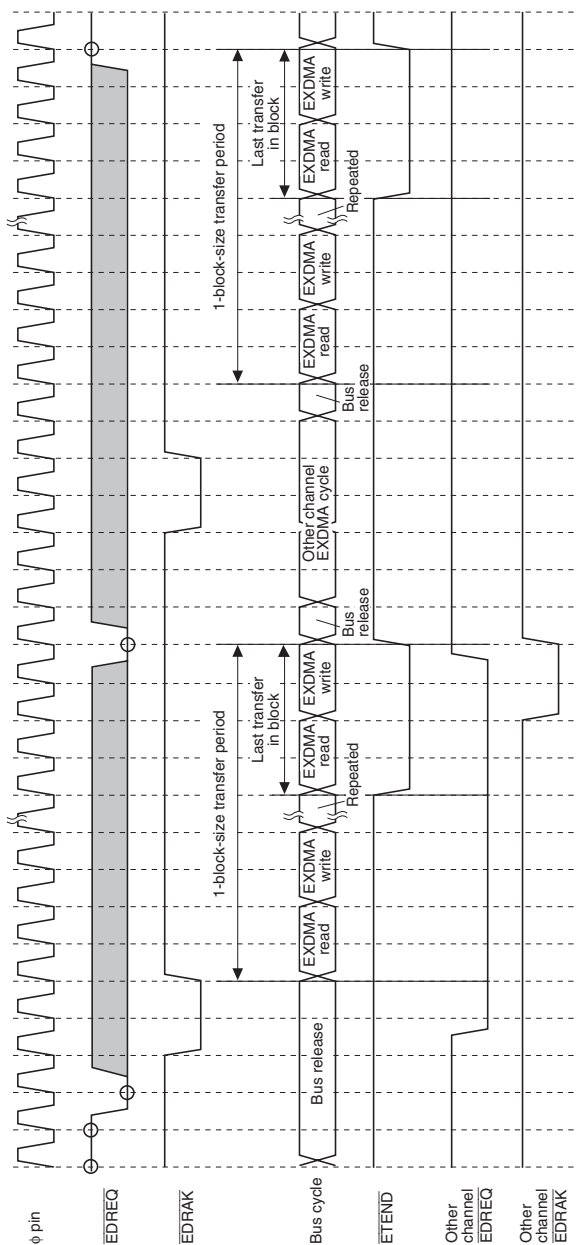 φ pin
EDREQ
EDRAK
1-block-size transfer period
1-block-size transfer period
Last transfer
in block
Last transfer
in block
Bus cycle
Bus release
EXDMA
read
EXDMA
write
Repeated
EXDMA
read
EXDMA
write
Bus
release
Other channel
EXDMA cycle
Bus
release
EXDMA
read
EXDMA
write
Repeated
EXDMA
read
EXDMA
write
ETEND
Other
channel
EDREQ
Other
channel
EDRAK